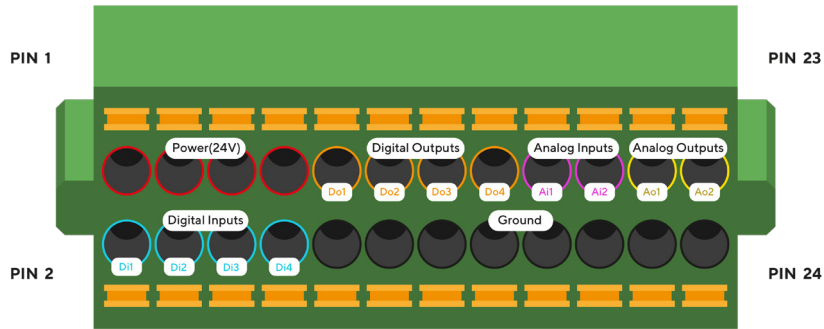 PIN 1
PIN 23
Power(24V)
Digital Outputs
Analog Inputs
Analog Outputs
Do1
Do2
Do3
Do4
Ai1
Ai2
Ao1
Ao2
Digital Inputs
Ground
Di1
Di2
Di3
Di4
PIN 2
PIN 24